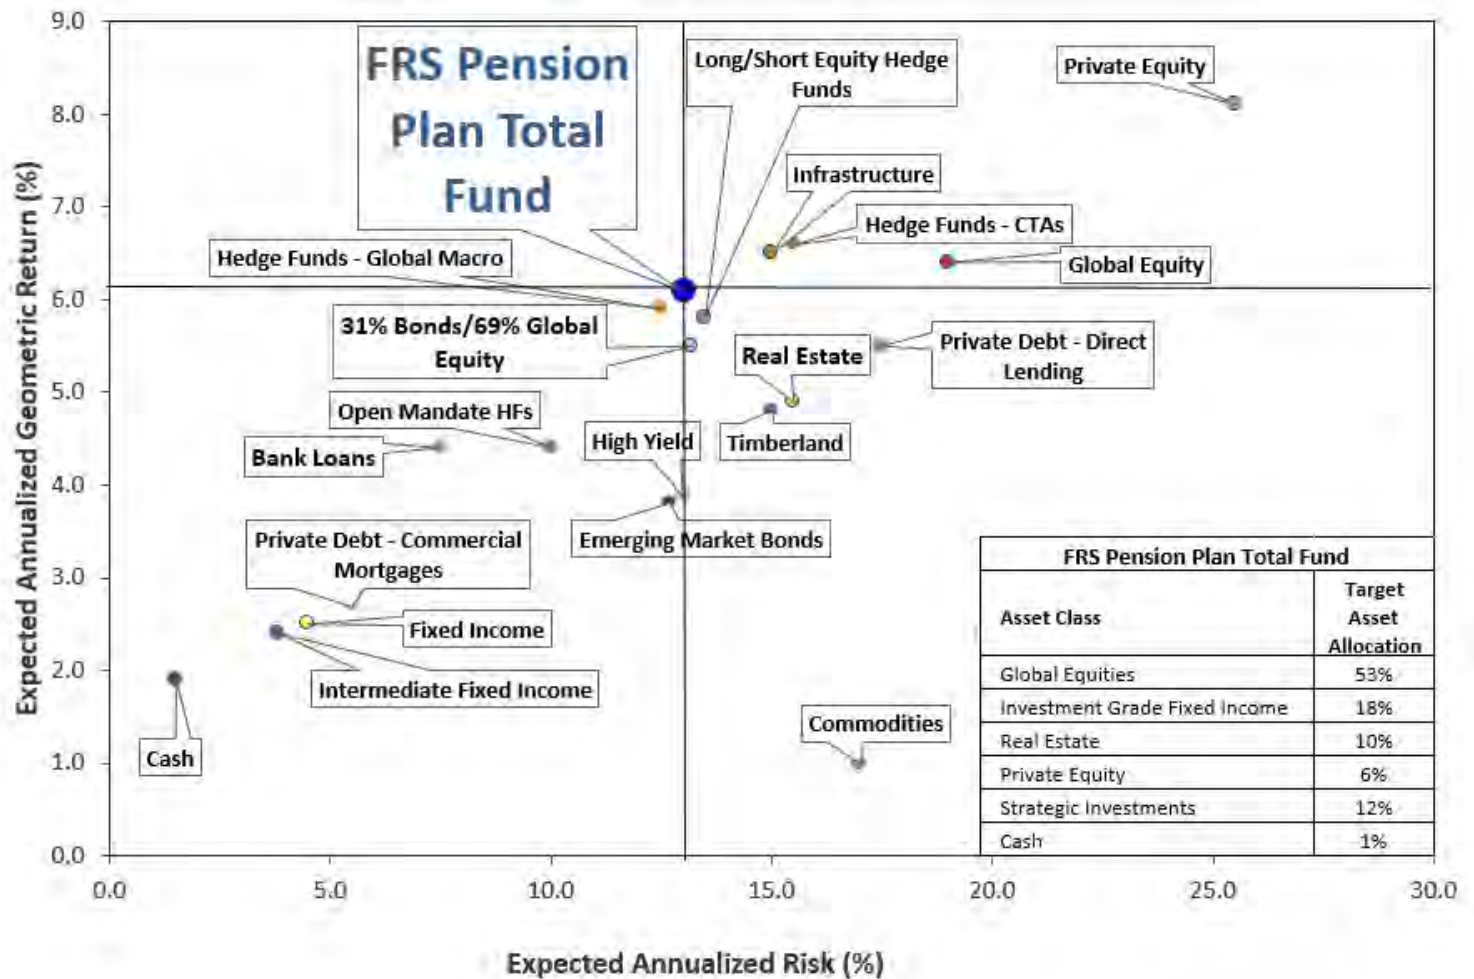 9.0
8.0
7.0
6.0
5.0
4.0
3.0
2.0
1.0
0.0
Expected Annualized Geometric Return (%)
FRS Pension
Plan Total
Fund
Long/Short Equity Hedge
Funds
Private Equity
Infrastructure
Hedge Funds - CTAs
Hedge Funds - Global Macro
Global Equity
31% Bonds/69% Global
Equity
Real Estate
Private Debt - Direct
Lending
Open Mandate HFs
High Yield
Timberland
Bank Loans
Private Debt - Commercial
Mortgages
Emerging Market Bonds
Fixed Income
Intermediate Fixed Income
Cash
Commodities
FRS Pension Plan Total Fund
Asset Class
Target
Asset
Allocation
Global Equities 53%
Investment Grade Fixed Income 18%
Real Estate 10%
Private Equity 6%
Strategic Investments 12%
Cash 1%
0.0 5.0 10.0 15.0 20.0 25.0 30.0
Expected Annualized Risk (%)